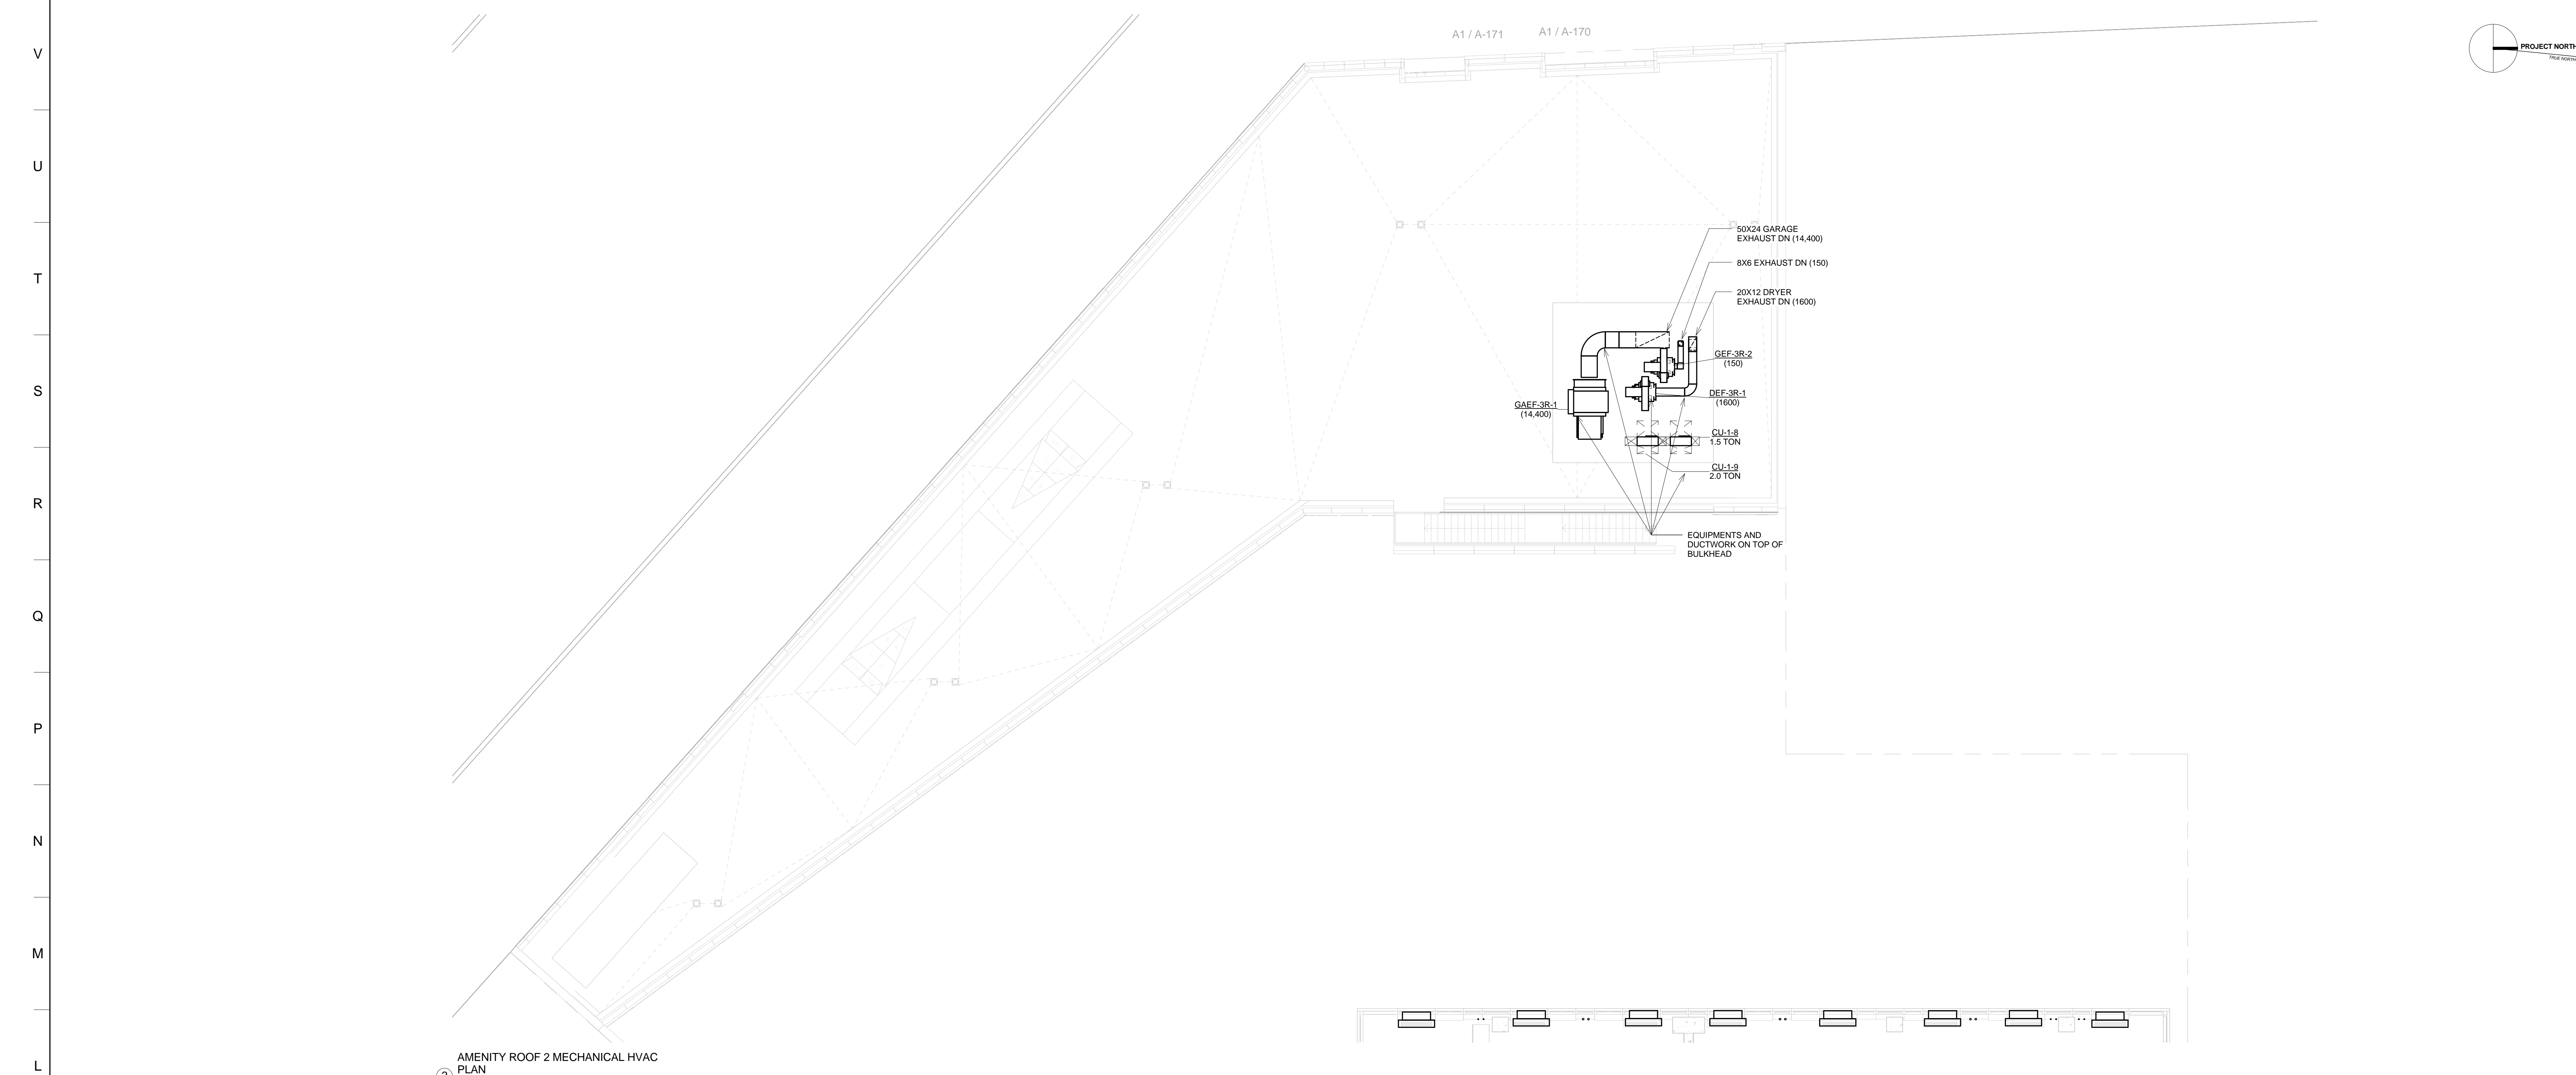 A1 / A-171
A1 / A-170
PROJECT NORTH
TRUE NORTH
V
U
T
S
R
Q
P
N
M
L
50X24 GARAGE
EXHAUST DN (14,400)
8X6 EXHAUST DN (150)
20X12 DRYER
EXHAUST DN (1600)
GEF-3R-2
(150)
DEF-3R-1
(1600)
GAEF-3R-1
(14,400)
CU-1-8
1.5 TON
CU-1-9
2.0 TON
EQUIPMENTS AND
DUCTWORK ON TOP OF
BULKHEAD
AMENITY ROOF 2 MECHANICAL HVAC
PLAN